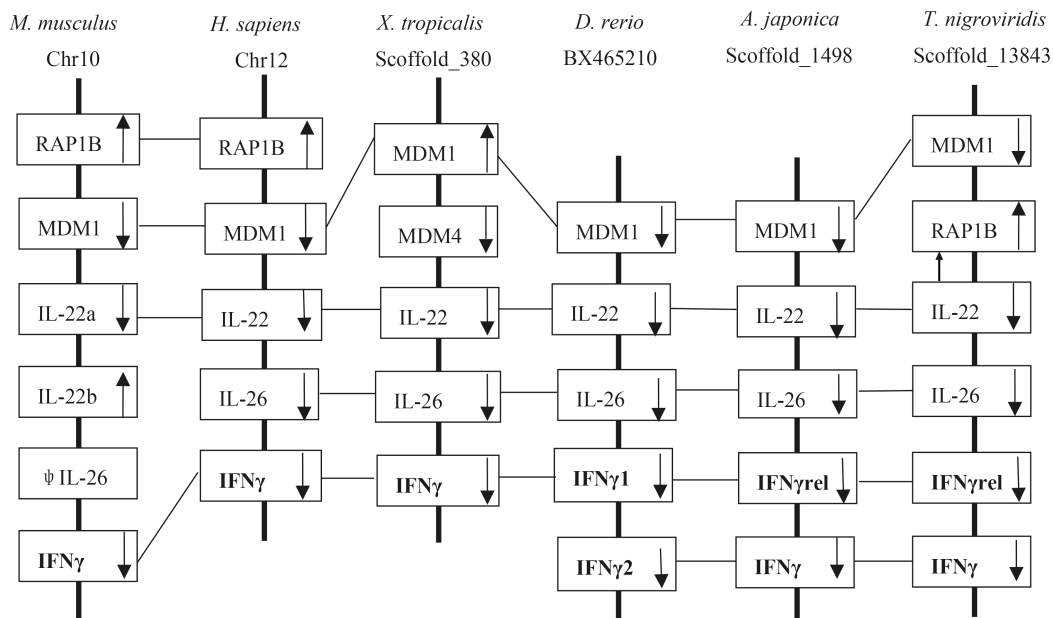 M. musculus
Chr10
RAP1B
MDM1
IL-22a
IL-22b
ψ IL-26
IFNγ
H. sapiens
Chr12
RAP1B
MDM1
IL-22
IL-26
IFNγ
X. tropicalis
Scoffold_380
MDM1
MDM4
IL-22
IL-26
IFNγ
D. rerio
BX465210
MDM1
IL-22
IL-26
IFNγ1
IFNγ2
A. japonica
Scoffold_1498
MDM1
IL-22
IL-26
IFNγrel
IFNγ
T. nigroviridis
Scoffold_13843
MDM1
RAP1B
IL-22
IL-26
IFNγrel
IFNγ